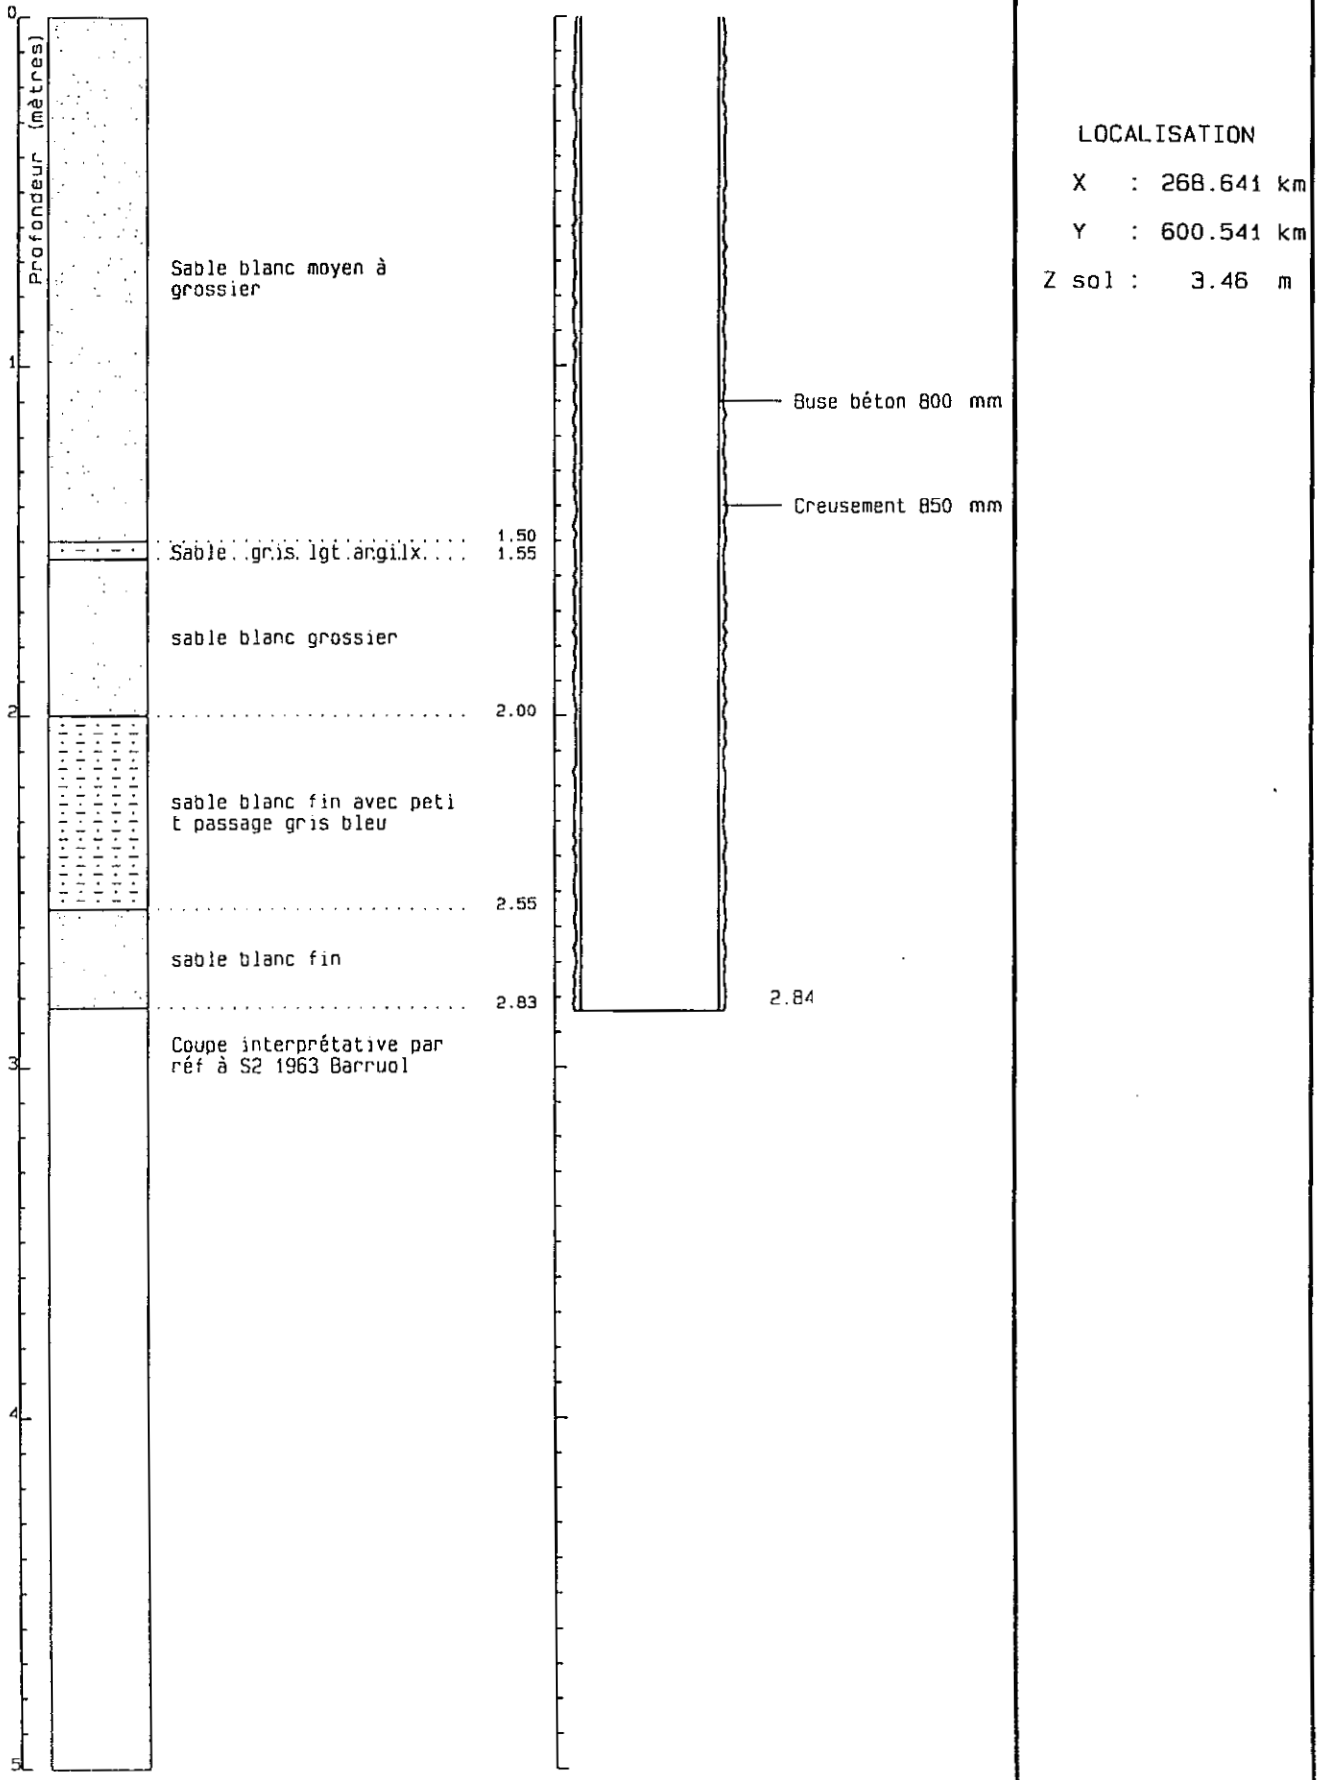 0
Profondeur (mètres)
LOCALISATION
X : 268.641 km
Y : 600.541 km
Z sol : 3.46 m
Sable blanc moyen à
grossier
1
Buse béton 800 mm
Creusement 850 mm
1.50
Sable gris lgt argilx 1.55
sable blanc grossier
2
2.00
sable blanc fin avec peti
t passage gris bleu
2.55
sable blanc fin
2.83
2.84
Coupe interprétative par
réf à S2 1963 Barruol
3
4
5